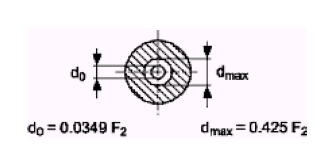 d₀ dmax
d₀ = 0.0349 F₂ dmax = 0.425 F₂